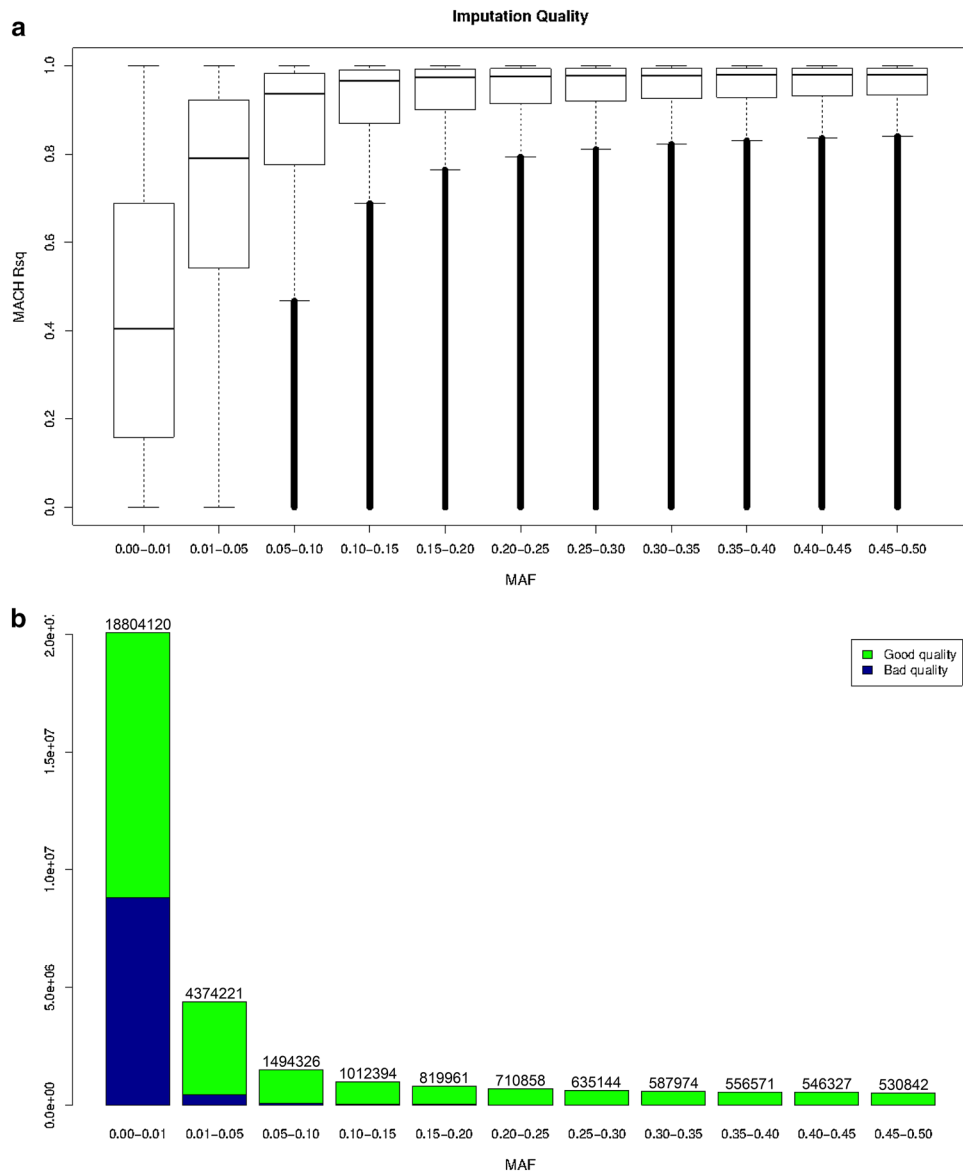 Imputation Quality
a
MACH Rsq
1.0
0.8
0.6
0.4
0.2
0.0
0.00-0.01 0.01-0.05 0.05-0.10 0.10-0.15 0.15-0.20 0.20-0.25 0.25-0.30 0.30-0.35 0.35-0.40 0.40-0.45 0.45-0.50
MAF
b
Good quality
Bad quality
1.5e+07
1.0e+07
5.0e+06
0.0e+00
18804120 4374221 1494326 1012394 819961 710858 635144 587974 556571 546327 530842
0.00-0.01 0.01-0.05 0.05-0.10 0.10-0.15 0.15-0.20 0.20-0.25 0.25-0.30 0.30-0.35 0.35-0.40 0.40-0.45 0.45-0.50
MAF